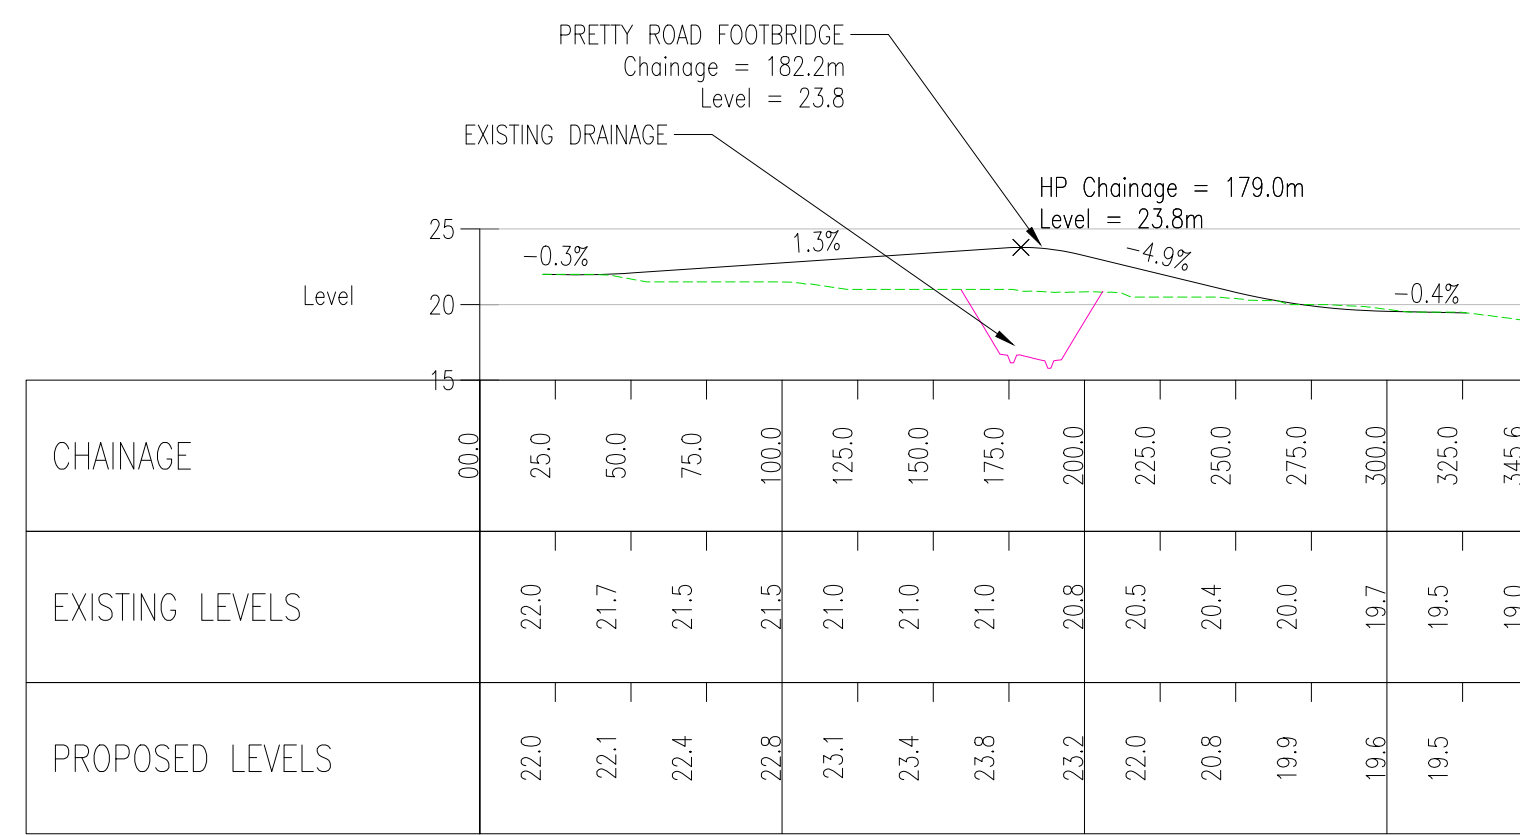 PRETTY ROAD FOOTBRIDGE
Chainage = 182.2m
Level = 23.8
EXISTING DRAINAGE
HP Chainage = 179.0m
Level = 23.8m
25
-0.3%
1.3%
-4.9%
Level
20
-0.4%
15
CHAINAGE 00.0 25.0 50.0 75.0 100.0 125.0 150.0 175.0 200.0 225.0 250.0 275.0 300.0 325.0 345.6
EXISTING LEVELS 22.0 21.7 21.5 21.5 21.0 21.0 21.0 20.8 20.5 20.4 20.0 19.7 19.5 19.0
PROPOSED LEVELS 22.0 22.1 22.4 22.8 23.1 23.4 23.8 23.2 22.0 20.8 19.9 19.6 19.5